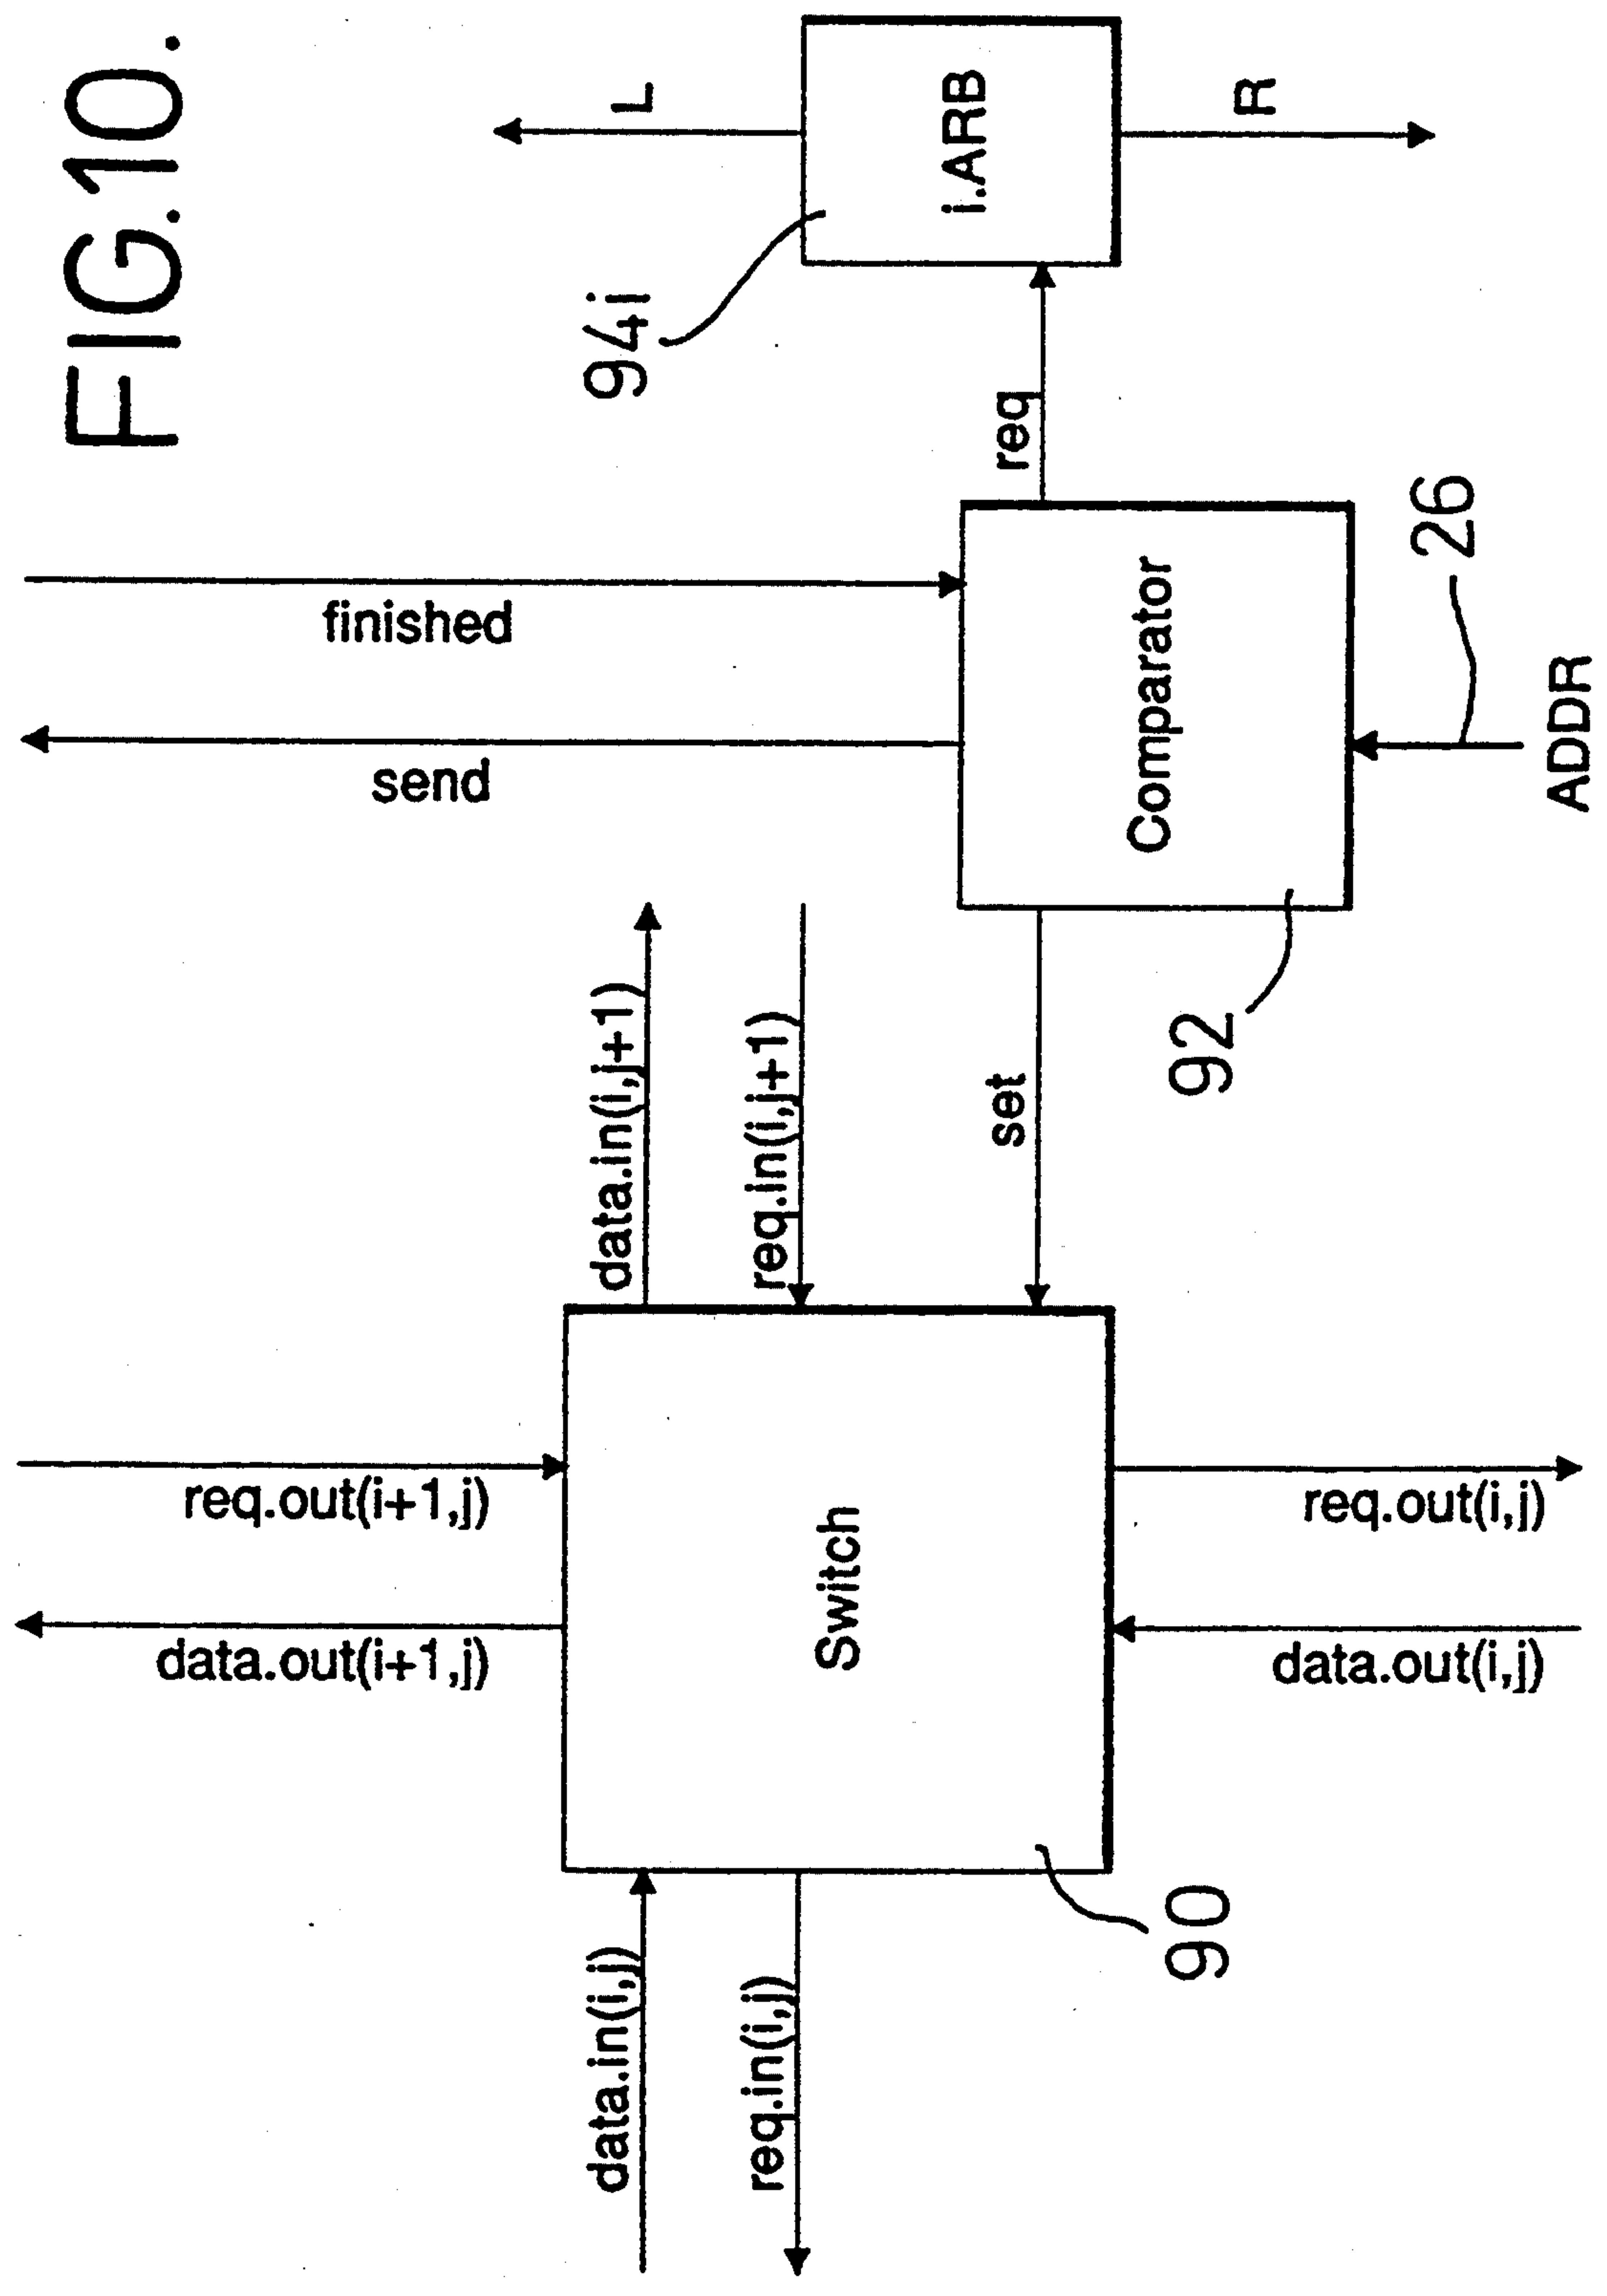 FIG.10.
L
i.ARB
R
94i
req
finished
send
Comparator
26
ADDR
92
data.in(i,j+1)
req.in(i,j+1)
set
req.out(i+1,j)
data.out(i+1,j)
Switch
req.out(i,j)
data.out(i,j)
data.in(i,j)
req.in(i,j)
90